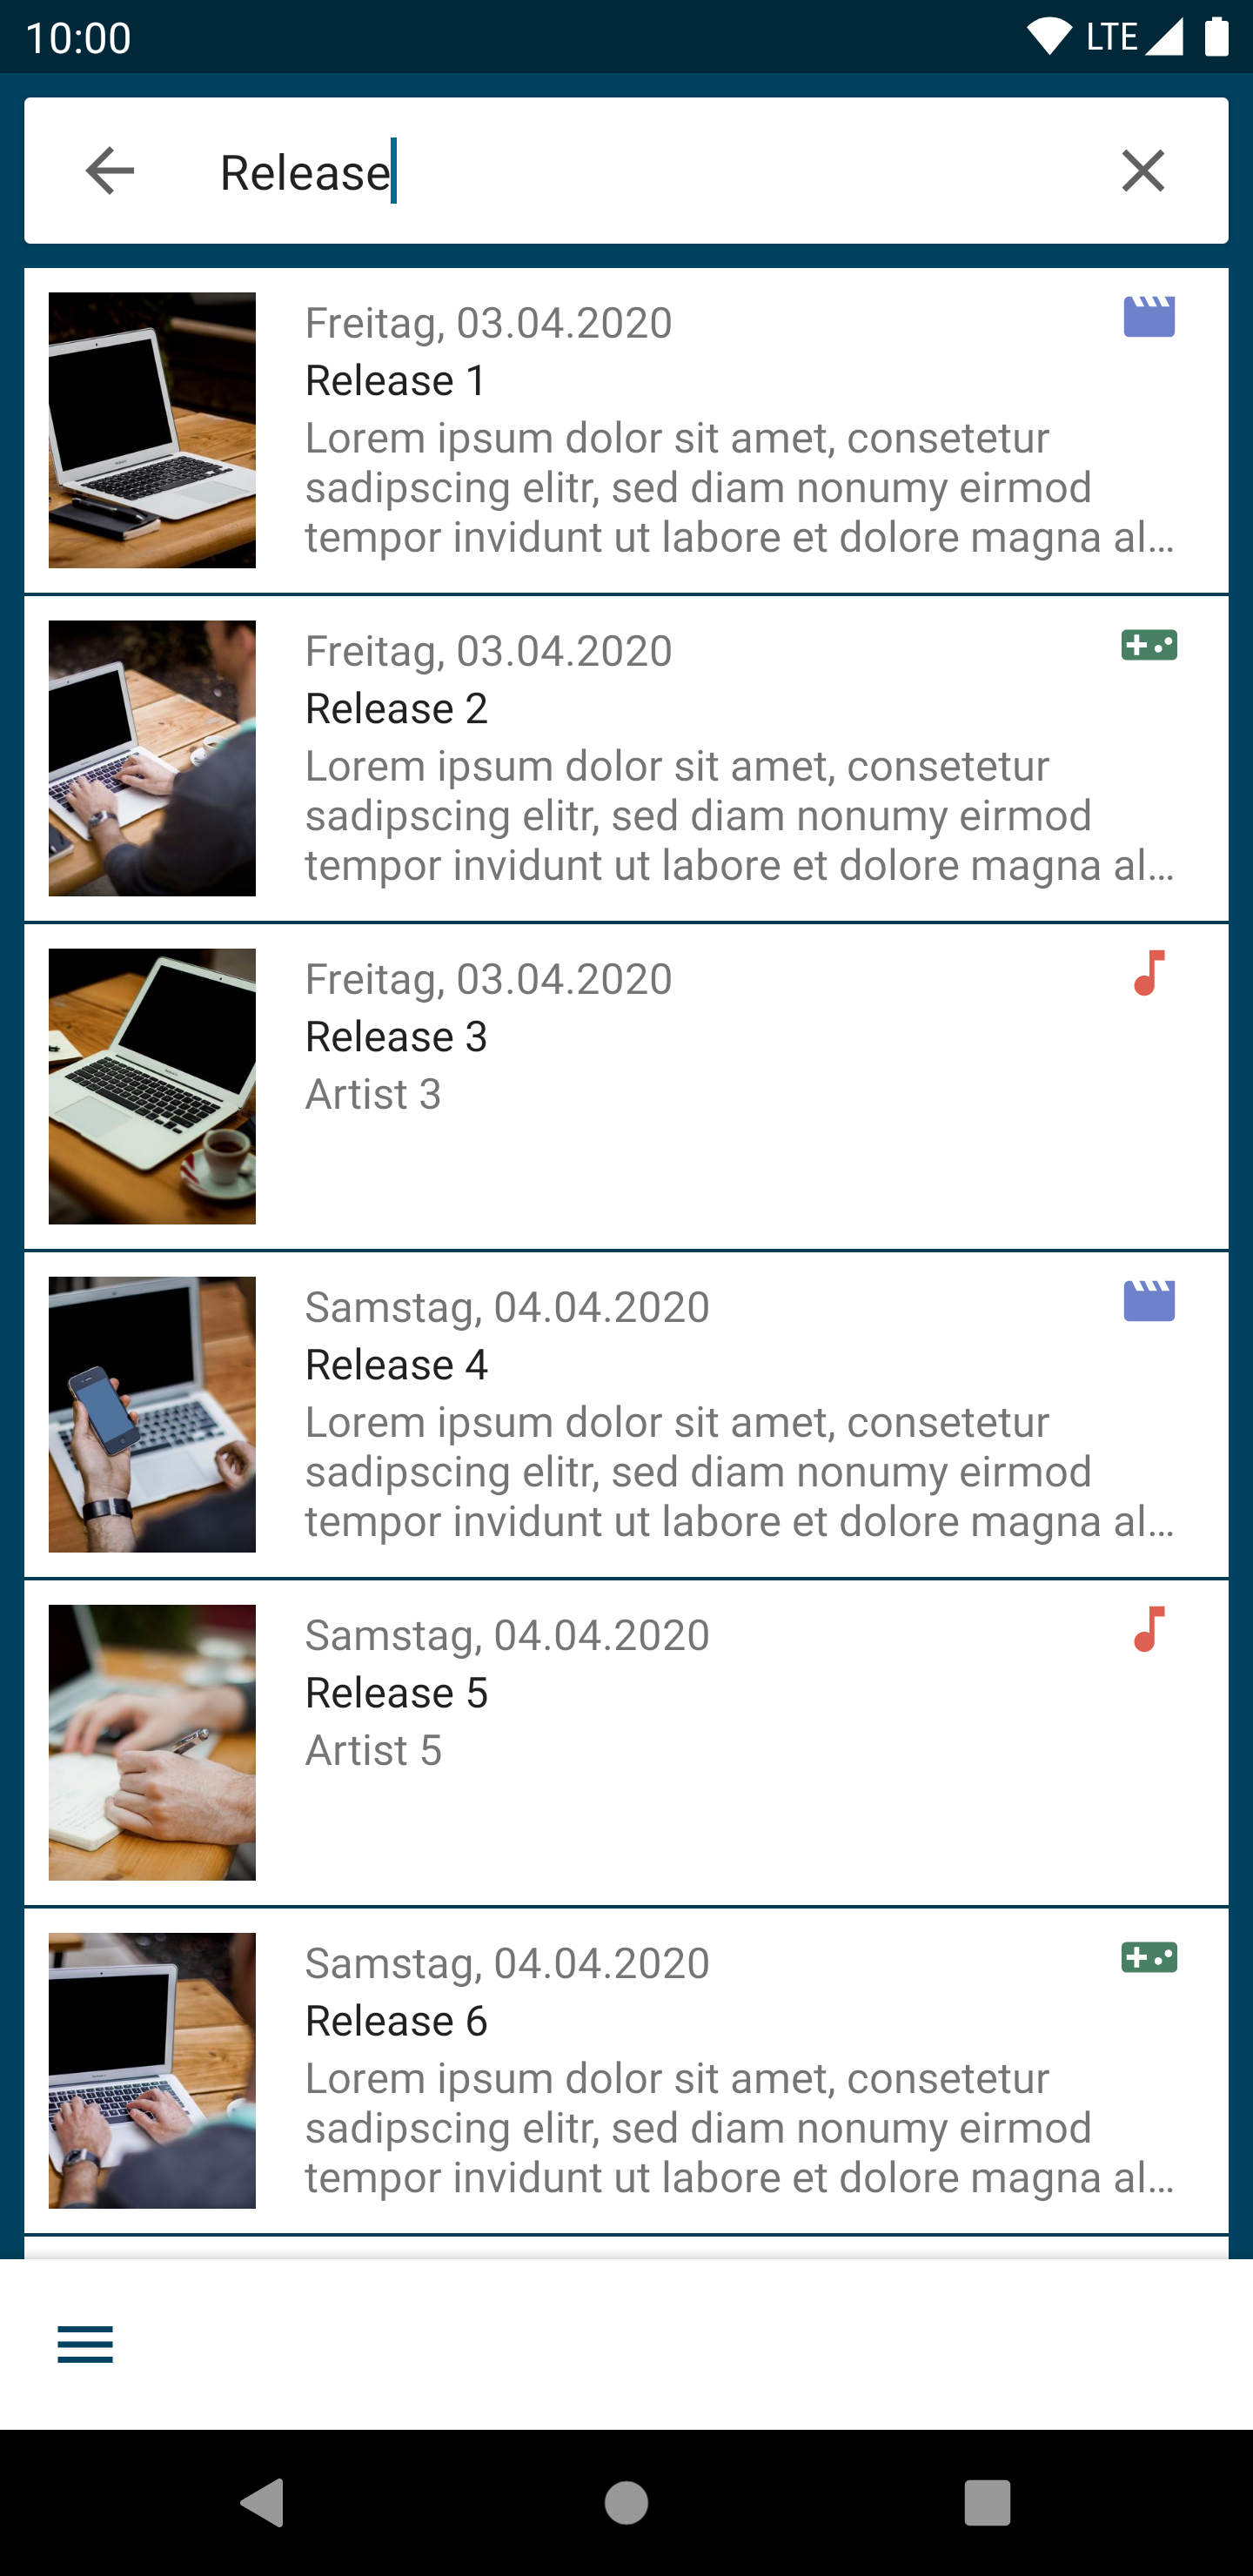 10:00
LTE
Release
Freitag, 03.04.2020
Release 1
Lorem ipsum dolor sit amet, consetetur
sadipscing elitr, sed diam nonumy eirmod
tempor invidunt ut labore et dolore magna al...
Freitag, 03.04.2020
Release 2
Lorem ipsum dolor sit amet, consetetur
sadipscing elitr, sed diam nonumy eirmod
tempor invidunt ut labore et dolore magna al...
Freitag, 03.04.2020
Release 3
Artist 3
Samstag, 04.04.2020
Release 4
Lorem ipsum dolor sit amet, consetetur
sadipscing elitr, sed diam nonumy eirmod
tempor invidunt ut labore et dolore magna al...
Samstag, 04.04.2020
Release 5
Artist 5
Samstag, 04.04.2020
Release 6
Lorem ipsum dolor sit amet, consetetur
sadipscing elitr, sed diam nonumy eirmod
tempor invidunt ut labore et dolore magna al...